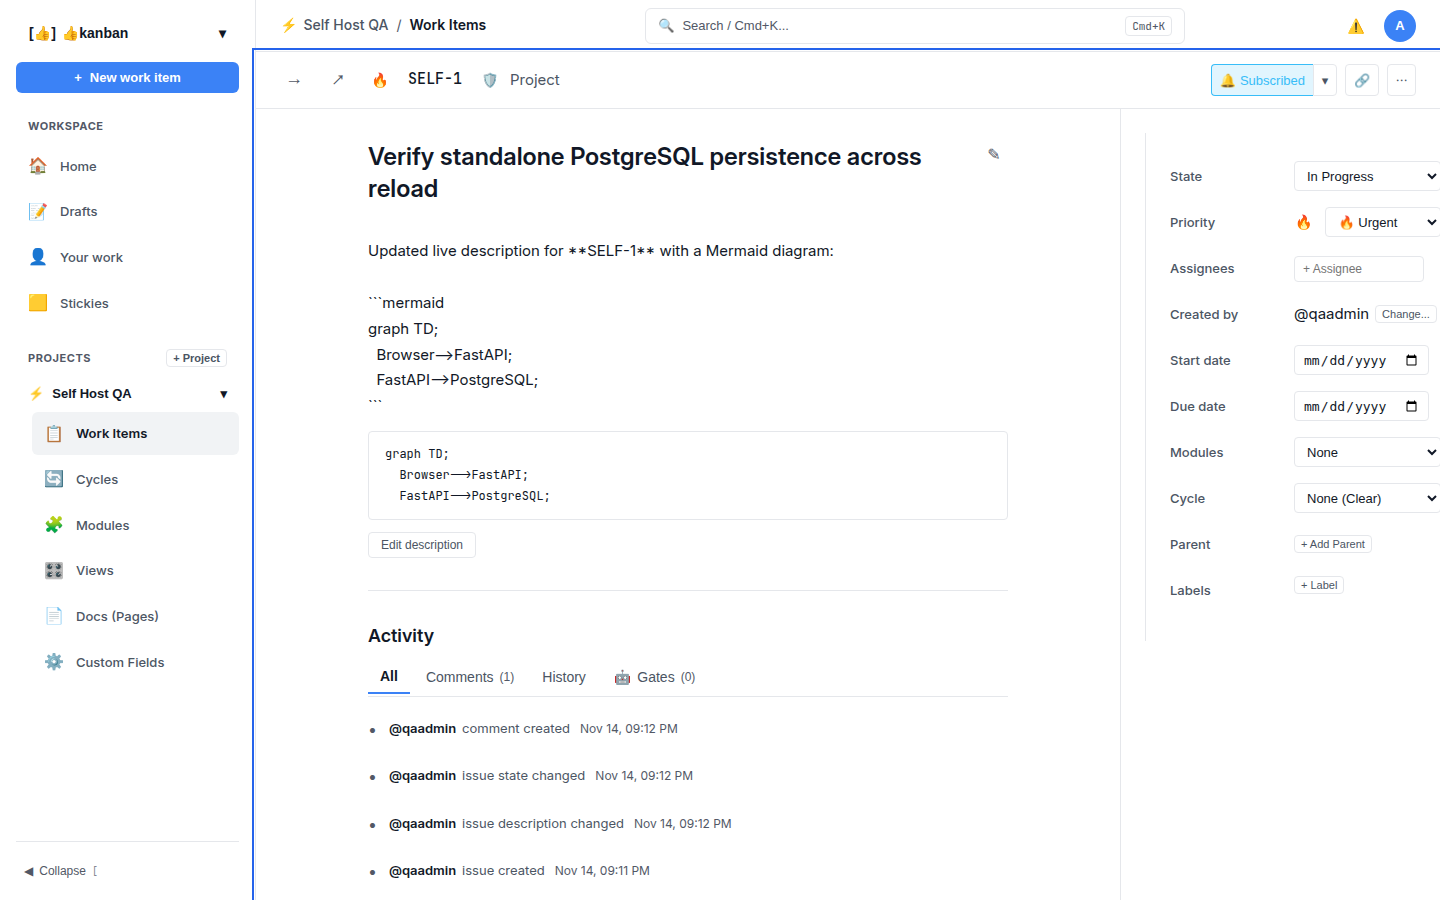 [👍] 👍kanban ▼
+ New work item
WORKSPACE
🏠 Home
📝 Drafts
👤 Your work
🟨 Stickies
PROJECTS + Project
⚡ Self Host QA ▼
📋 Work Items
🔄 Cycles
🧩 Modules
🎛️ Views
📄 Docs (Pages)
⚙️ Custom Fields
◀ Collapse [
⚡ Self Host QA / Work Items
🔍 Search / Cmd+K... Cmd+K
⚠️ A
→ ↗ 🔥 SELF-1 🛡️ Project
🔔 Subscribed ▾ 🔗 ...
Verify standalone PostgreSQL persistence across
reload
✎
Updated live description for **SELF-1** with a Mermaid diagram:
```mermaid
graph TD;
Browser-->FastAPI;
FastAPI-->PostgreSQL;
```
graph TD;
Browser-->FastAPI;
FastAPI-->PostgreSQL;
Edit description
Activity
All Comments (1) History 🤖 Gates (0)
● @qaadmin comment created Nov 14, 09:12 PM
● @qaadmin issue state changed Nov 14, 09:12 PM
● @qaadmin issue description changed Nov 14, 09:12 PM
● @qaadmin issue created Nov 14, 09:11 PM
State In Progress
Priority 🔥 🔥 Urgent
Assignees + Assignee
Created by @qaadmin Change...
Start date mm/dd/yyyy
Due date mm/dd/yyyy
Modules None
Cycle None (Clear)
Parent + Add Parent
Labels + Label